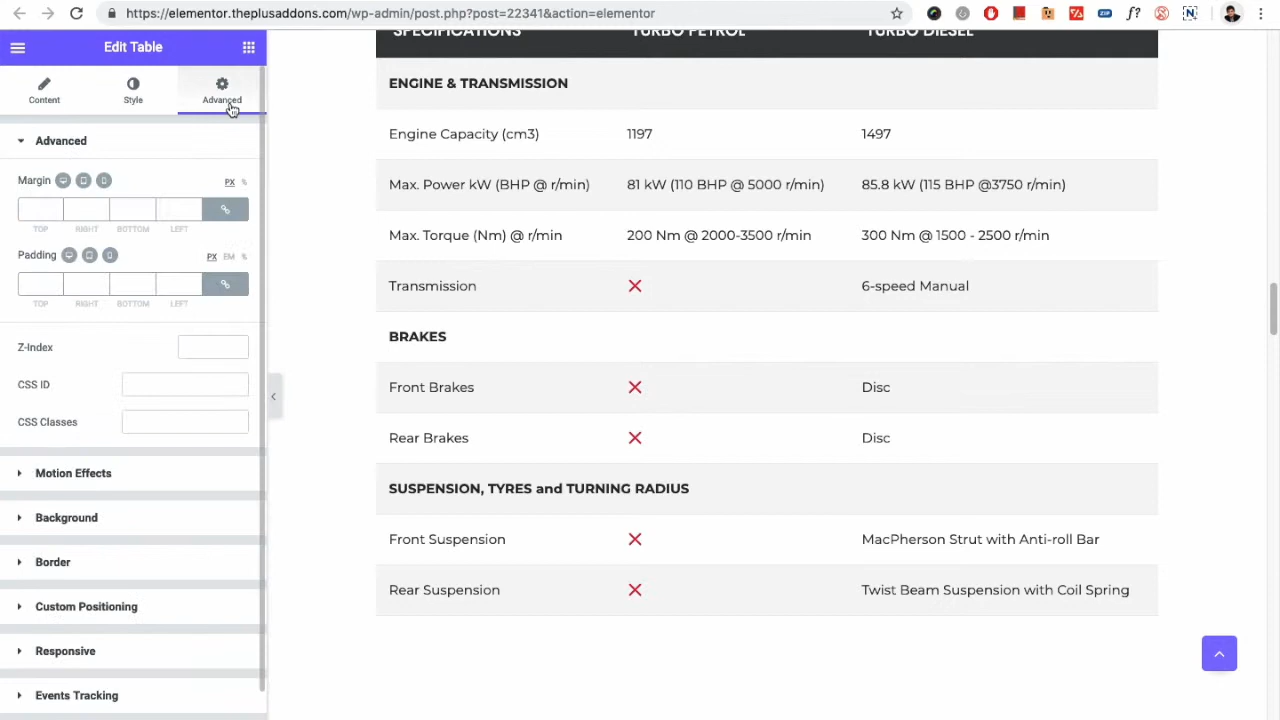 https://elementor.theplusaddons.com/wp-admin/post.php?post=22341&action=elementor
ZIP
f?
N
Edit Table
Content
Style
Advanced
Advanced
Margin
PX %
TOP RIGHT BOTTOM LEFT
Padding
PX EM %
TOP RIGHT BOTTOM LEFT
Z-Index
CSS ID
CSS Classes
Motion Effects
Background
Border
Custom Positioning
Responsive
Events Tracking
SPECIFICATIONS TURBO PETROL TURBO DIESEL
ENGINE & TRANSMISSION
Engine Capacity (cm3) 1197 1497
Max. Power kW (BHP @ r/min) 81 kW (110 BHP @ 5000 r/min) 85.8 kW (115 BHP @3750 r/min)
Max. Torque (Nm) @ r/min 200 Nm @ 2000-3500 r/min 300 Nm @ 1500 - 2500 r/min
Transmission 6-speed Manual
BRAKES
Front Brakes Disc
Rear Brakes Disc
SUSPENSION, TYRES and TURNING RADIUS
Front Suspension MacPherson Strut with Anti-roll Bar
Rear Suspension Twist Beam Suspension with Coil Spring